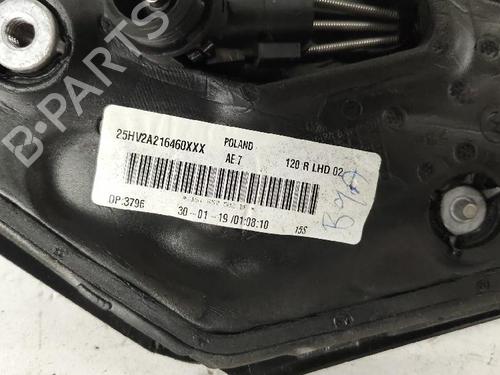 B-PARTS
25HV2A216460XXX POLAND
AE:7 120 R LHD 02
OP:3796 30-01-19/01:08:10 15S